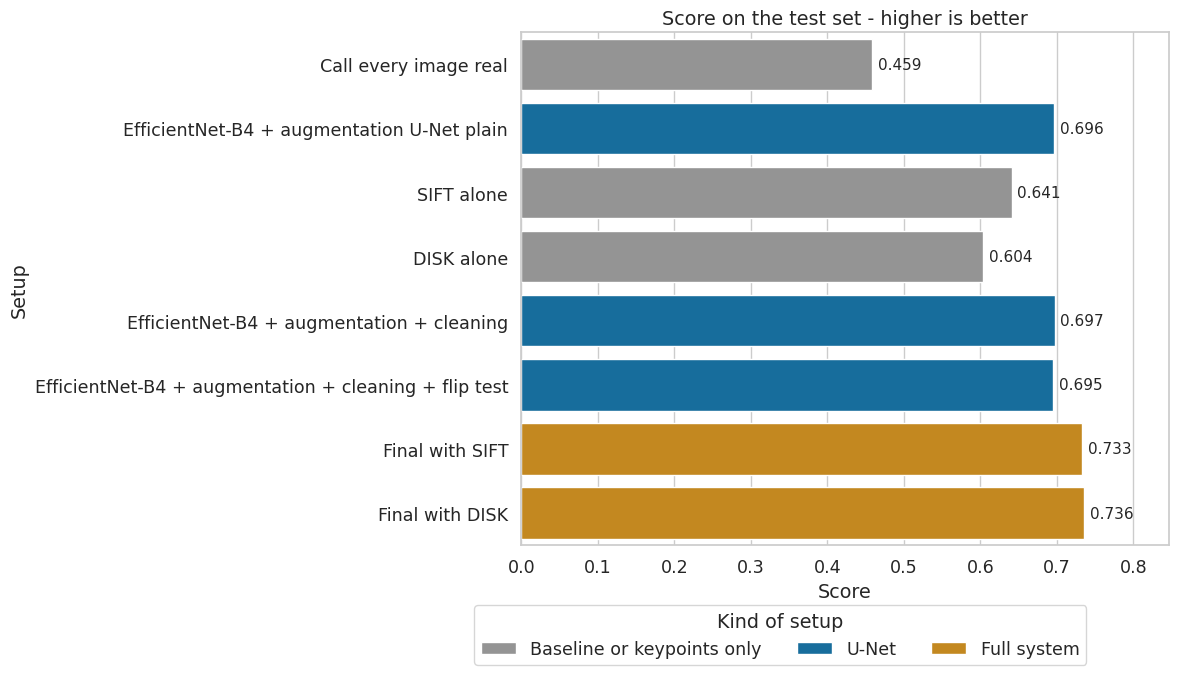 Score on the test set - higher is better
Setup
Call every image real
0.459
EfficientNet-B4 + augmentation U-Net plain
0.696
SIFT alone
0.641
DISK alone
0.604
EfficientNet-B4 + augmentation + cleaning
0.697
EfficientNet-B4 + augmentation + cleaning + flip test
0.695
Final with SIFT
0.733
Final with DISK
0.736
0.0 0.1 0.2 0.3 0.4 0.5 0.6 0.7 0.8
Score
Kind of setup
Baseline or keypoints only U-Net Full system